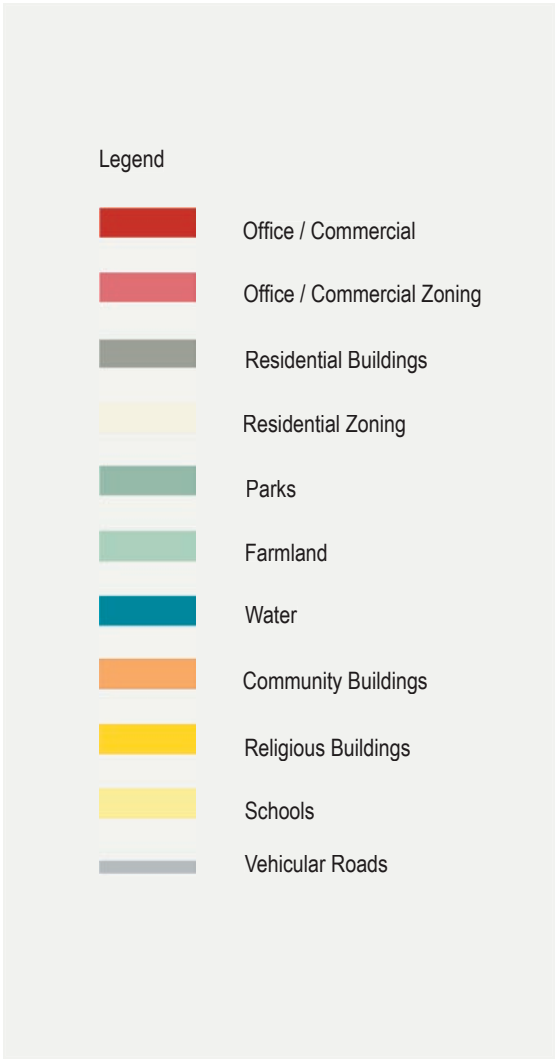 Legend
Office / Commercial
Office / Commercial Zoning
Residential Buildings
Residential Zoning
Parks
Farmland
Water
Community Buildings
Religious Buildings
Schools
Vehicular Roads